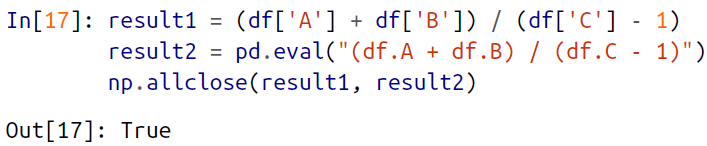 In[17]: result1 = (df['A'] + df['B']) / (df['C'] - 1)
result2 = pd.eval("(df.A + df.B) / (df.C - 1)")
np.allclose(result1, result2)
Out[17]: True